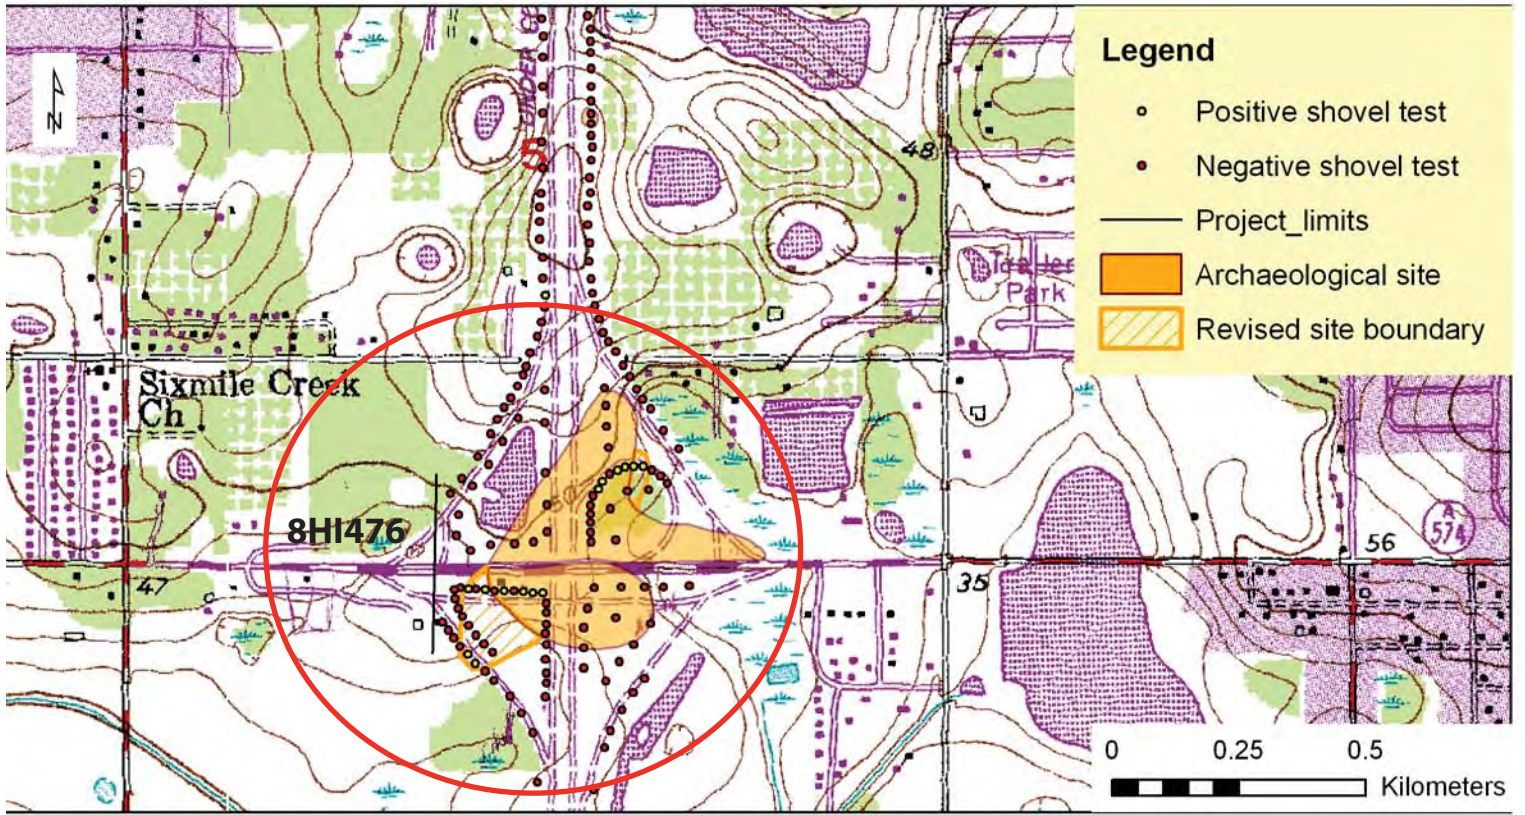 Legend
Positive shovel test
Negative shovel test
Project_limits
Archaeological site
Revised site boundary
N
UNDER
5
48
Park
Sixmile Creek
Ch
8HI476
47
35
56
A
574
0 0.25 0.5
Kilometers